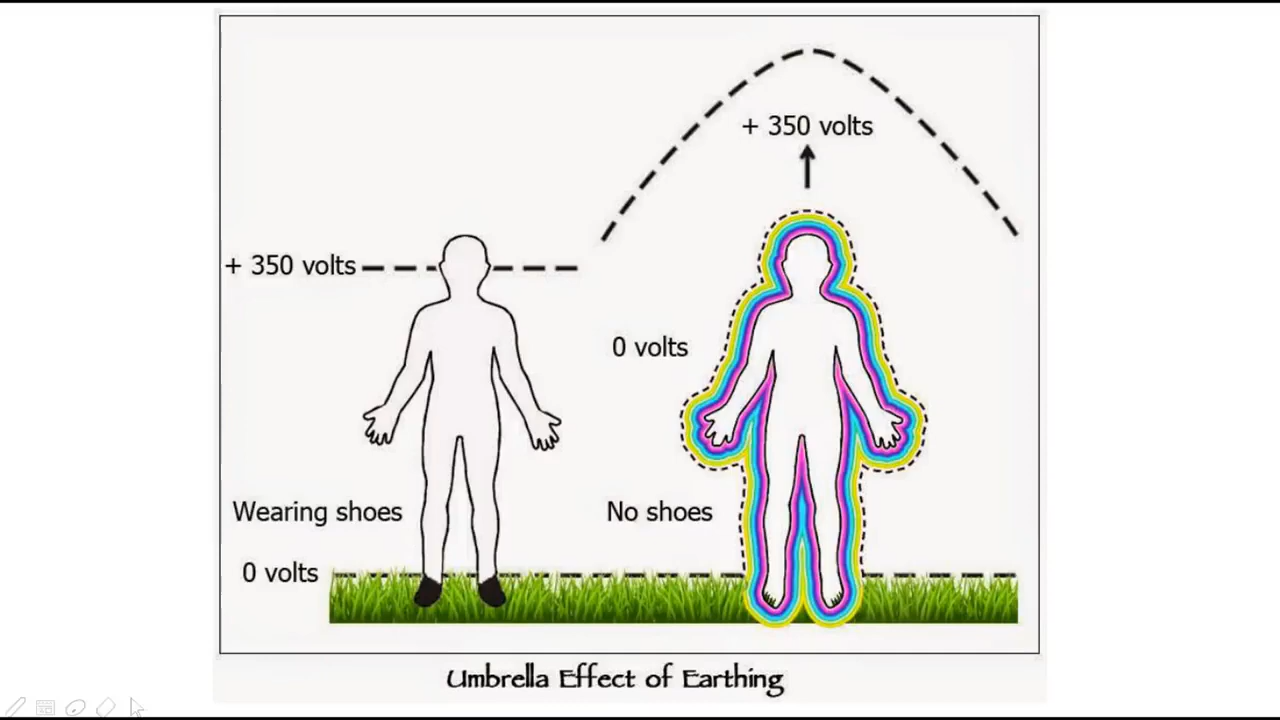 + 350 volts
+ 350 volts
0 volts
Wearing shoes
No shoes
0 volts
Umbrella Effect of Earthing